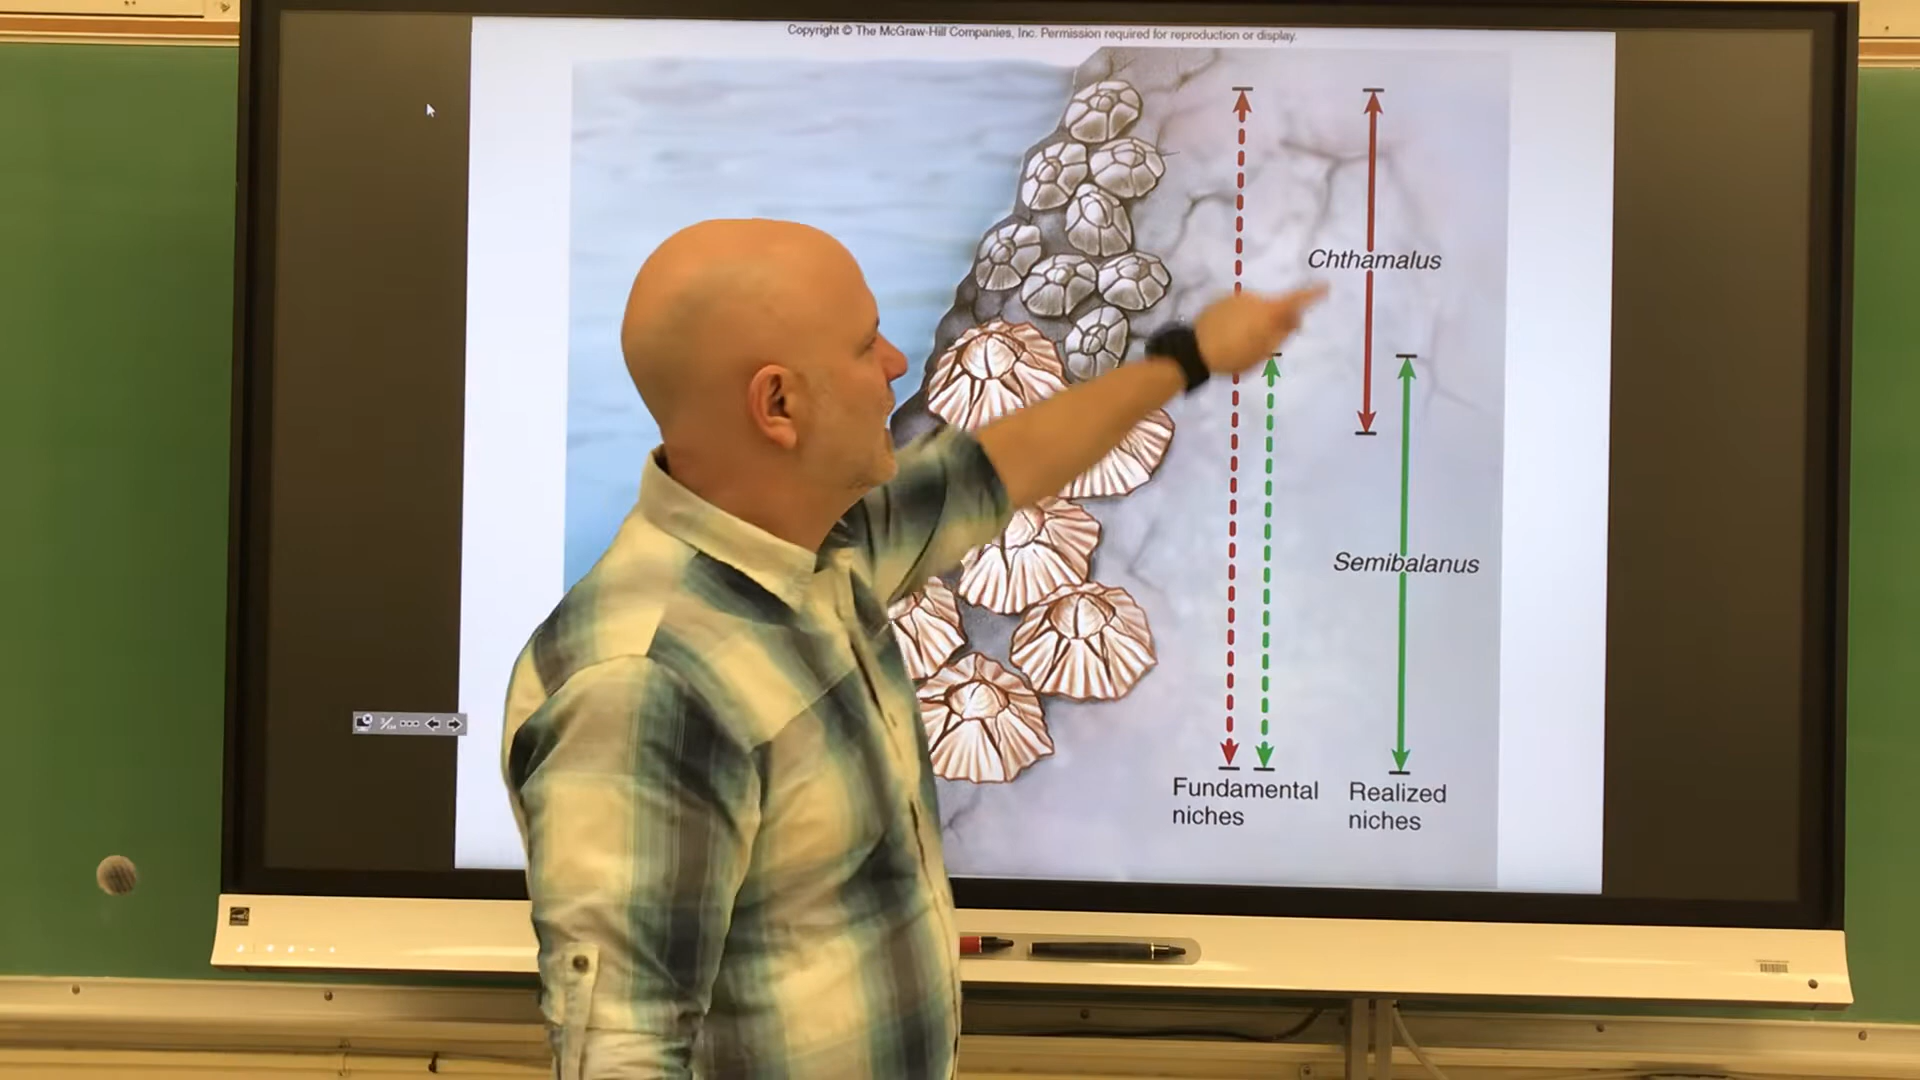 Copyright © The McGraw-Hill Companies, Inc. Permission required for reproduction or display.
Chthamalus
Semibalanus
Fundamental
niches
Realized
niches